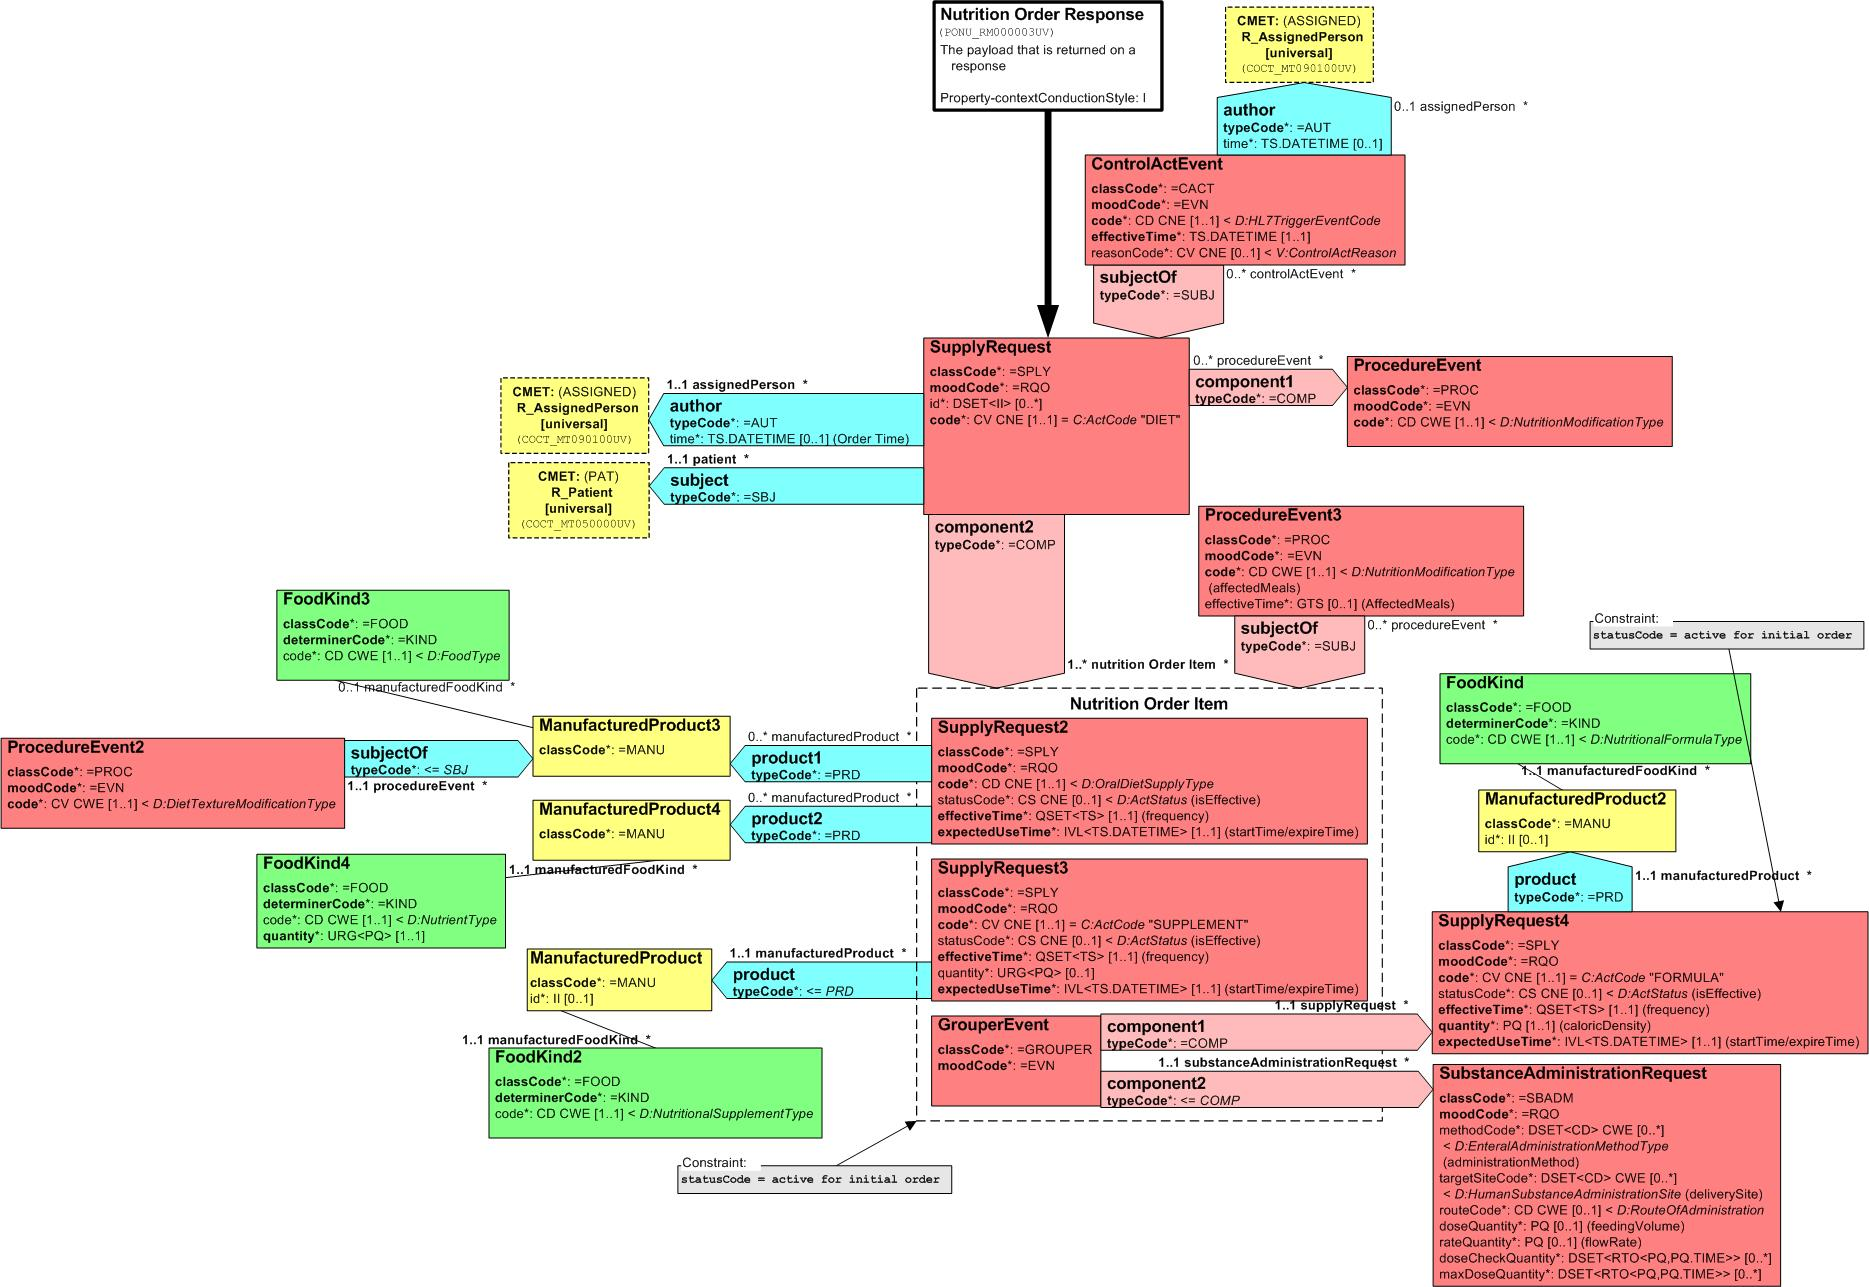 Nutrition Order Response
(PONU_RM000003UV)
The payload that is returned on a
response
Property-contextConductionStyle: I
CMET: (ASSIGNED)
R_AssignedPerson
[universal]
(COCT_MT090100UV)
0..1 assignedPerson *
author
typeCode*: =AUT
time*: TS.DATETIME [0..1]
ControlActEvent
classCode*: =CACT
moodCode*: =EVN
code*: CD CNE [1..1] < D:HL7TriggerEventCode
effectiveTime*: TS.DATETIME [1..1]
reasonCode*: CV CNE [0..1] < V:ControlActReason
subjectOf
typeCode*: =SUBJ
0..* controlActEvent *
SupplyRequest
classCode*: =SPLY
moodCode*: =RQO
id*: DSET<II> [0..*]
code*: CV CNE [1..1] = C:ActCode "DIET"
0..* procedureEvent *
component1
typeCode*: =COMP
ProcedureEvent
classCode*: =PROC
moodCode*: =EVN
code*: CD CWE [1..1] < D:NutritionModificationType
CMET: (ASSIGNED)
R_AssignedPerson
[universal]
(COCT_MT090100UV)
1..1 assignedPerson *
author
typeCode*: =AUT
time*: TS.DATETIME [0..1] (Order Time)
CMET: (PAT)
R_Patient
[universal]
(COCT_MT050000UV)
1..1 patient *
subject
typeCode*: =SBJ
component2
typeCode*: =COMP
1..* nutrition Order Item *
ProcedureEvent3
classCode*: =PROC
moodCode*: =EVN
code*: CD CWE [1..1] < D:NutritionModificationType
(affectedMeals)
effectiveTime*: GTS [0..1] (AffectedMeals)
subjectOf
typeCode*: =SUBJ
0..* procedureEvent *
Constraint:
statusCode = active for initial order
FoodKind3
classCode*: =FOOD
determinerCode*: =KIND
code*: CD CWE [1..1] < D:FoodType
0..1 manufacturedFoodKind *
ManufacturedProduct3
classCode*: =MANU
ProcedureEvent2
classCode*: =PROC
moodCode*: =EVN
code*: CV CWE [1..1] < D:DietTextureModificationType
subjectOf
typeCode*: <= SBJ
1..1 procedureEvent *
0..* manufacturedProduct *
product1
typeCode*: =PRD
ManufacturedProduct4
classCode*: =MANU
0..* manufacturedProduct *
product2
typeCode*: =PRD
FoodKind4
classCode*: =FOOD
determinerCode*: =KIND
code*: CD CWE [1..1] < D:NutrientType
quantity*: URG<PQ> [1..1]
1..1 manufacturedFoodKind *
Nutrition Order Item
SupplyRequest2
classCode*: =SPLY
moodCode*: =RQO
code*: CD CNE [1..1] < D:OralDietSupplyType
statusCode*: CS CNE [0..1] < D:ActStatus (isEffective)
effectiveTime*: QSET<TS> [1..1] (frequency)
expectedUseTime*: IVL<TS.DATETIME> [1..1] (startTime/expireTime)
SupplyRequest3
classCode*: =SPLY
moodCode*: =RQO
code*: CV CNE [1..1] = C:ActCode "SUPPLEMENT"
statusCode*: CS CNE [0..1] < D:ActStatus (isEffective)
effectiveTime*: QSET<TS> [1..1] (frequency)
quantity*: URG<PQ> [0..1]
expectedUseTime*: IVL<TS.DATETIME> [1..1] (startTime/expireTime)
ManufacturedProduct
classCode*: =MANU
id*: II [0..1]
1..1 manufacturedProduct *
product
typeCode*: <= PRD
1..1 manufacturedFoodKind *
FoodKind2
classCode*: =FOOD
determinerCode*: =KIND
code*: CD CWE [1..1] < D:NutritionalSupplementType
GrouperEvent
classCode*: =GROUPER
moodCode*: =EVN
1..1 supplyRequest *
component1
typeCode*: =COMP
1..1 substanceAdministrationRequest *
component2
typeCode*: <= COMP
Constraint:
statusCode = active for initial order
FoodKind
classCode*: =FOOD
determinerCode*: =KIND
code*: CD CWE [1..1] < D:NutritionalFormulaType
1..1 manufacturedFoodKind *
ManufacturedProduct2
classCode*: =MANU
id*: II [0..1]
product
typeCode*: =PRD
1..1 manufacturedProduct *
SupplyRequest4
classCode*: =SPLY
moodCode*: =RQO
code*: CV CNE [1..1] = C:ActCode "FORMULA"
statusCode*: CS CNE [0..1] < D:ActStatus (isEffective)
effectiveTime*: QSET<TS> [1..1] (frequency)
quantity*: PQ [1..1] (caloricDensity)
expectedUseTime*: IVL<TS.DATETIME> [1..1] (startTime/expireTime)
SubstanceAdministrationRequest
classCode*: =SBADM
moodCode*: =RQO
methodCode*: DSET<CD> CWE [0..*]
< D:EnteralAdministrationMethodType
(administrationMethod)
targetSiteCode*: DSET<CD> CWE [0..*]
< D:HumanSubstanceAdministrationSite (deliverySite)
routeCode*: CD CWE [0..1] < D:RouteOfAdministration
doseQuantity*: PQ [0..1] (feedingVolume)
rateQuantity*: PQ [0..1] (flowRate)
doseCheckQuantity*: DSET<RTO<PQ,PQ.TIME>> [0..*]
maxDoseQuantity*: DSET<RTO<PQ,PQ.TIME>> [0..*]